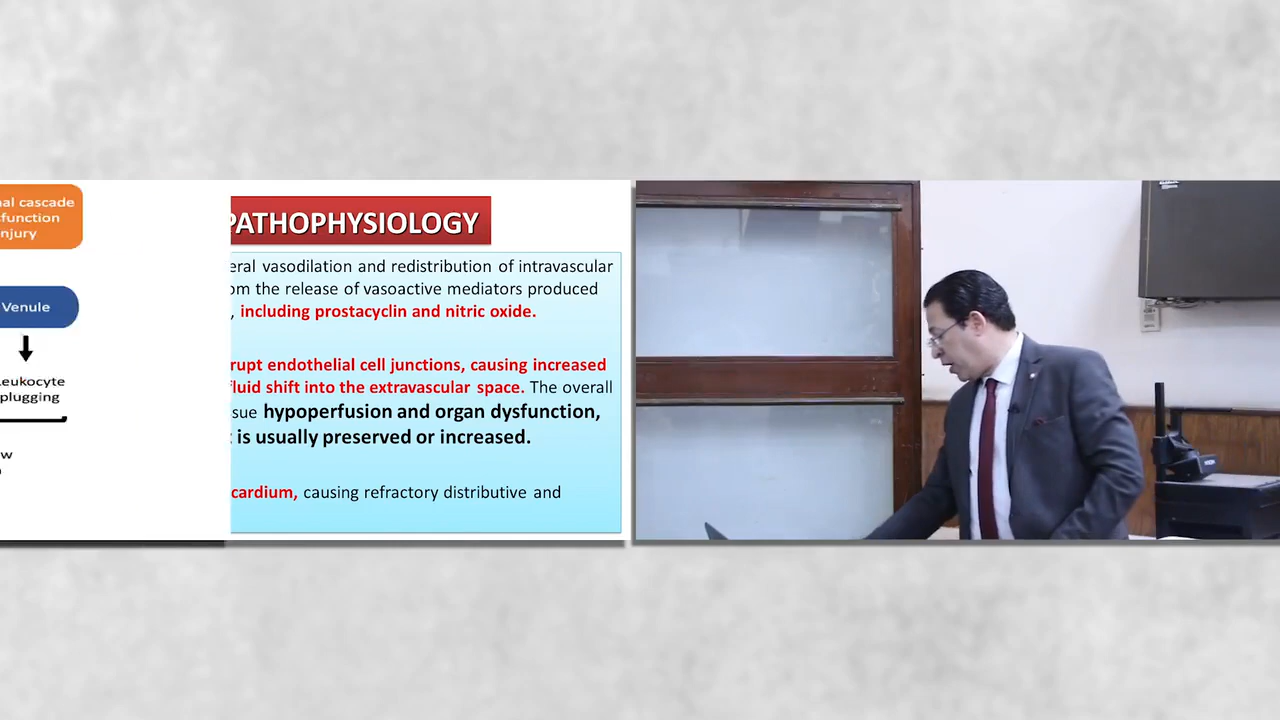 nal cascade
sfunction
njury
Venule
eukocyte
plugging
w
PATHOPHYSIOLOGY
eral vasodilation and redistribution of intravascular
om the release of vasoactive mediators produced
, including prostacyclin and nitric oxide.
rupt endothelial cell junctions, causing increased
fluid shift into the extravascular space. The overall
sue hypoperfusion and organ dysfunction,
t is usually preserved or increased.
cardium, causing refractory distributive and